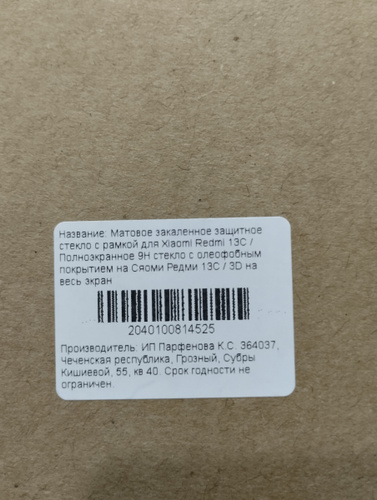 Название: Матовое закаленное защитное
стекло с рамкой для Xiaomi Redmi 13C /
Полноэкранное 9H стекло с олеофобным
покрытием на Сяоми Редми 13С / 3D на
весь экран
2040100814525
Производитель: ИП Парфенова К.С. 364037,
Чеченская республика, Грозный, Субры
Кишиевой, 55, кв 40. Срок годности не
ограничен.